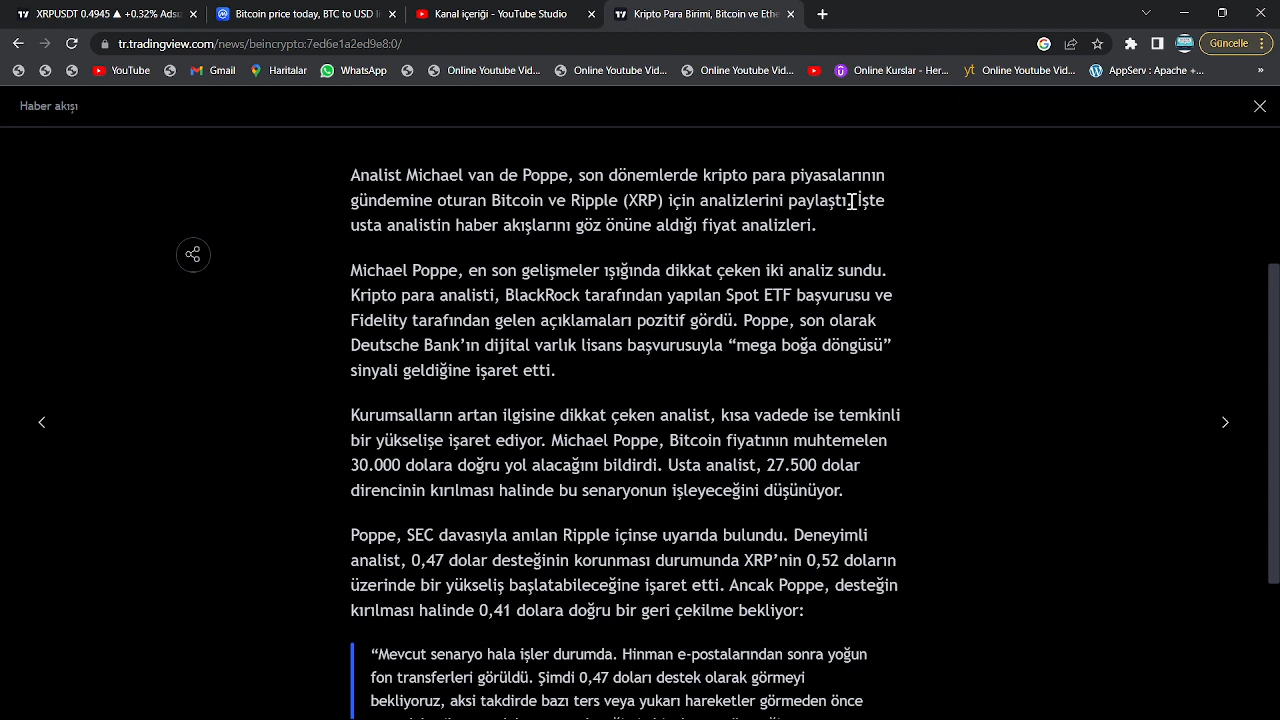 XRPUSDT 0.4945 ▲ +0.32% Adsı
Bitcoin price today, BTC to USD li
Kanal içeriği - YouTube Studio
Kripto Para Birimi, Bitcoin ve Ethe
tr.tradingview.com/news/beincrypto:7ed6e1a2ed9e8:0/
Güncelle
YouTube
Gmail
Haritalar
WhatsApp
Online Youtube Vid...
Online Youtube Vid...
Online Youtube Vid...
Online Kurslar - Her...
yt Online Youtube Vid...
AppServ : Apache +...
»
Haber akışı
Analist Michael van de Poppe, son dönemlerde kripto para piyasalarının
gündemine oturan Bitcoin ve Ripple (XRP) için analizlerini paylaştı. İşte
usta analistin haber akışlarını göz önüne aldığı fiyat analizleri.
Michael Poppe, en son gelişmeler ışığında dikkat çeken iki analiz sundu.
Kripto para analisti, BlackRock tarafından yapılan Spot ETF başvurusu ve
Fidelity tarafından gelen açıklamaları pozitif gördü. Poppe, son olarak
Deutsche Bank’ın dijital varlık lisans başvurusuyla “mega boğa döngüsü”
sinyali geldiğine işaret etti.
Kurumsalların artan ilgisine dikkat çeken analist, kısa vadede ise temkinli
bir yükselişe işaret ediyor. Michael Poppe, Bitcoin fiyatının muhtemelen
30.000 dolara doğru yol alacağını bildirdi. Usta analist, 27.500 dolar
direncinin kırılması halinde bu senaryonun işleyeceğini düşünüyor.
Poppe, SEC davasıyla anılan Ripple içinse uyarıda bulundu. Deneyimli
analist, 0,47 dolar desteğinin korunması durumunda XRP’nin 0,52 doların
üzerinde bir yükseliş başlatabileceğine işaret etti. Ancak Poppe, desteğin
kırılması halinde 0,41 dolara doğru bir geri çekilme bekliyor:
“Mevcut senaryo hala işler durumda. Hinman e-postalarından sonra yoğun
fon transferleri görüldü. Şimdi 0,47 doları destek olarak görmeyi
bekliyoruz, aksi takdirde bazı ters veya yukarı hareketler görmeden önce